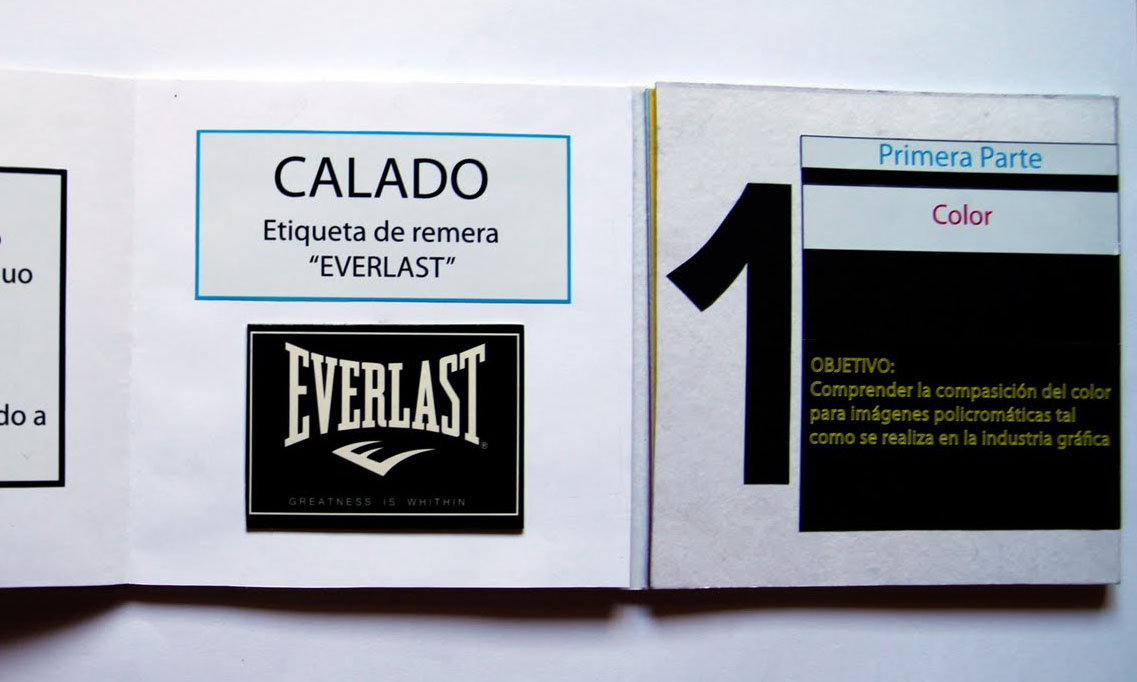 uo
do a
CALADO
Etiqueta de remera
“EVERLAST”
EVERLAST®
GREATNESS IS WHITHIN
1
Primera Parte
Color
OBJETIVO:
Comprender la compasición del color
para imágenes policromáticas tal
como se realiza en la industria gráfica